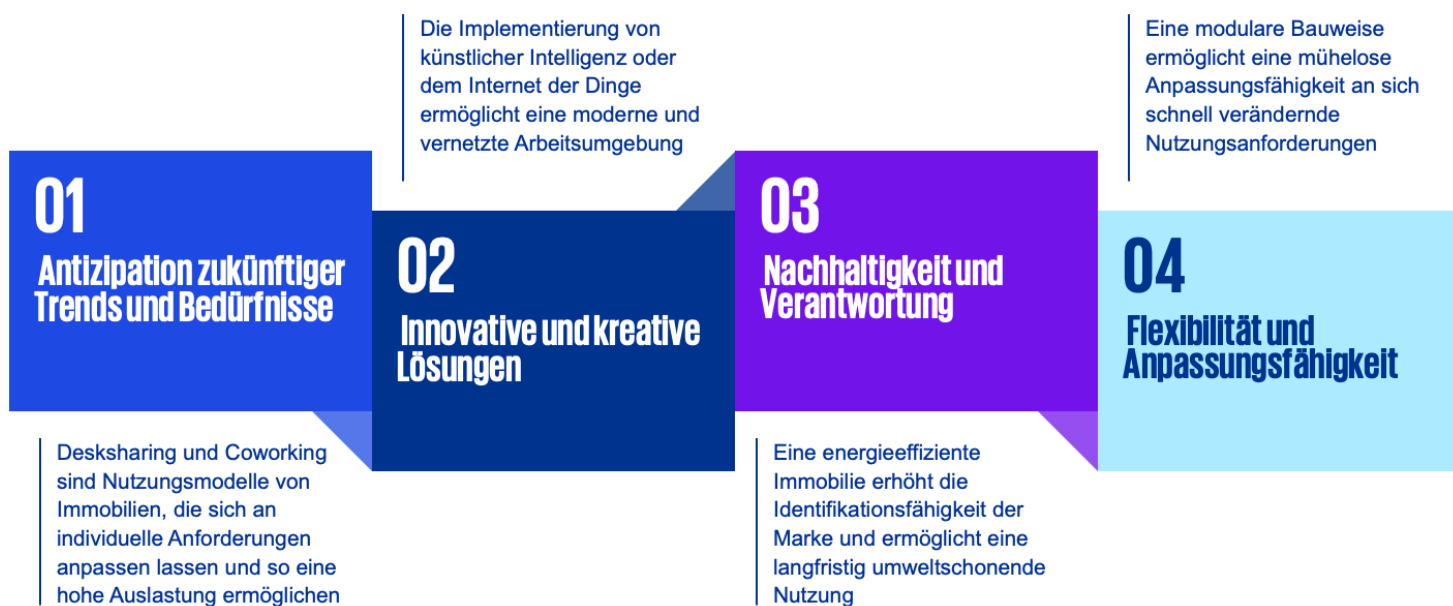 01
Antizipation zukünftiger
Trends und Bedürfnisse
Desksharing und Coworking
sind Nutzungsmodelle von
Immobilien, die sich an
individuelle Anforderungen
anpassen lassen und so eine
hohe Auslastung ermöglichen
Die Implementierung von
künstlicher Intelligenz oder
dem Internet der Dinge
ermöglicht eine moderne und
vernetzte Arbeitsumgebung
02
Innovative und kreative
Lösungen
03
Nachhaltigkeit und
Verantwortung
Eine energieeffiziente
Immobilie erhöht die
Identifikationsfähigkeit der
Marke und ermöglicht eine
langfristig umweltschonende
Nutzung
Eine modulare Bauweise
ermöglicht eine mühelose
Anpassungsfähigkeit an sich
schnell verändernde
Nutzungsanforderungen
04
Flexibilität und
Anpassungsfähigkeit